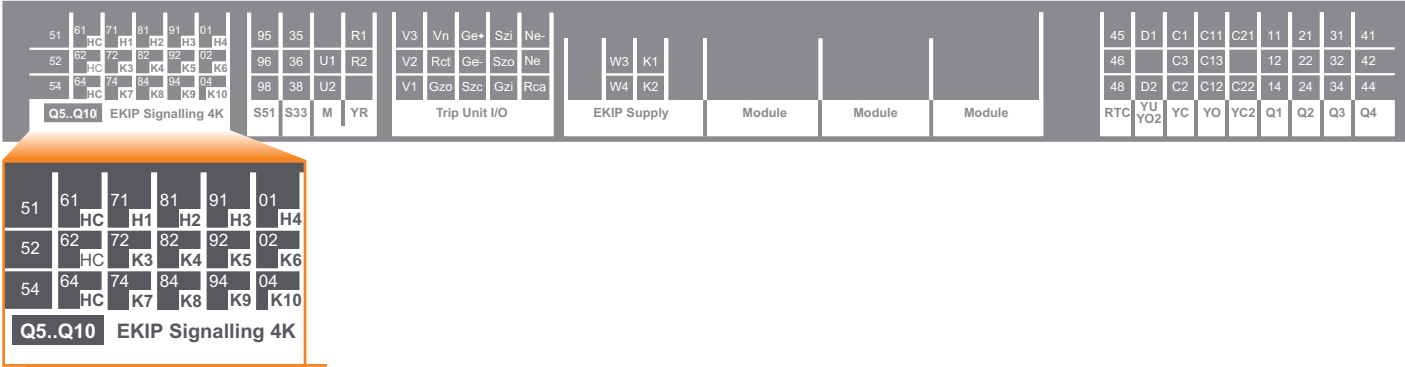 51 61 HC 71 H1 81 H2 91 H3 01 H4 95 35 R1 V3 Vn Ge+ Szi Ne- 45 D1 C1 C11 C21 11 21 31 41
52 62 HC 72 K3 82 K4 92 K5 02 K6 96 36 U1 R2 V2 Rct Ge- Szo Ne W3 K1 46 C3 C13 12 22 32 42
54 64 HC 74 K7 84 K8 94 K9 04 K10 98 38 U2 V1 Gzo Szc Gzi Rca W4 K2 48 D2 C2 C12 C22 14 24 34 44
Q5..Q10 EKIP Signalling 4K S51 S33 M YR Trip Unit I/O EKIP Supply Module Module Module RTC YU YO2 YC YO YC2 Q1 Q2 Q3 Q4
51 61 HC 71 H1 81 H2 91 H3 01 H4
52 62 HC 72 K3 82 K4 92 K5 02 K6
54 64 HC 74 K7 84 K8 94 K9 04 K10
Q5..Q10 EKIP Signalling 4K